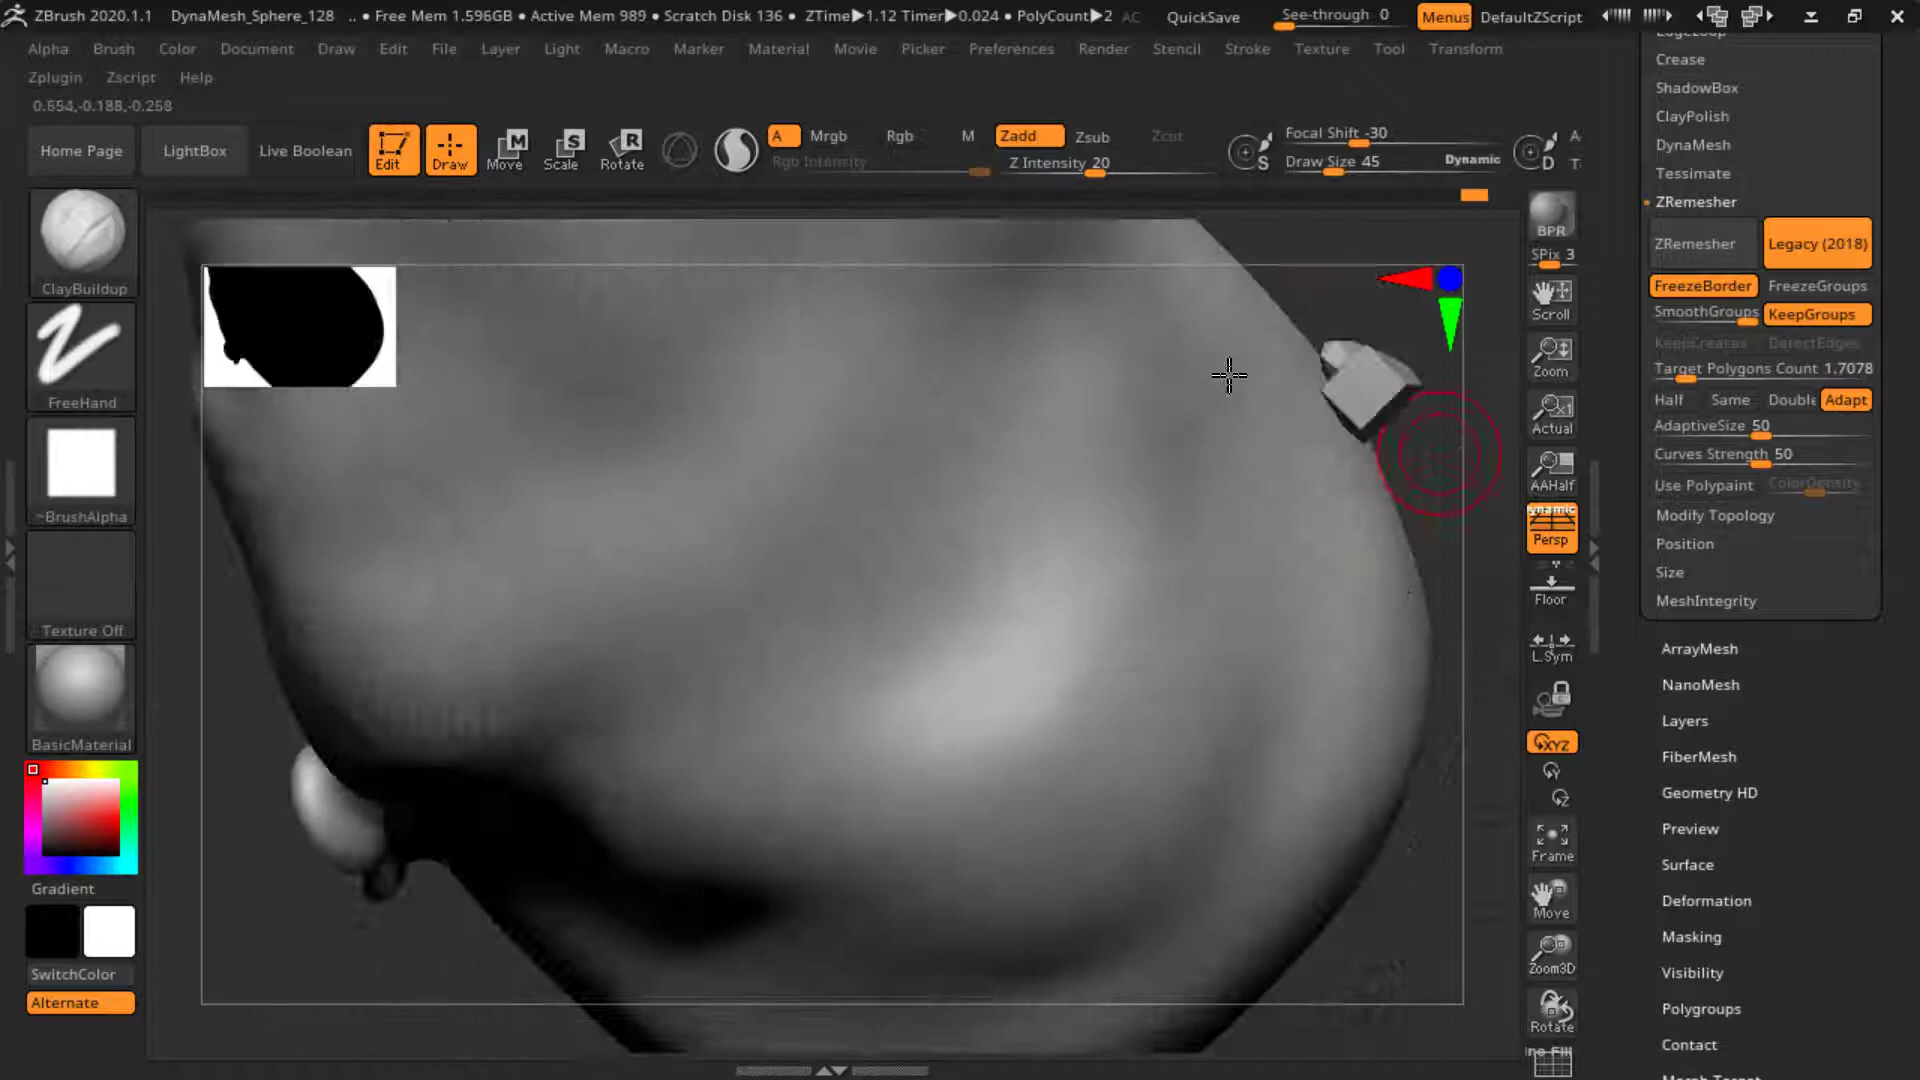 ZBrush 2020.1.1 DynaMesh_Sphere_128 .. • Free Mem 1.596GB • Active Mem 989 • Scratch Disk 136 • ZTime▶1.12 Timer▶0.024 • PolyCount▶2 AC QuickSave See-through 0 Menus DefaultZScript
Alpha Brush Color Document Draw Edit File Layer Light Macro Marker Material Movie Picker Preferences Render Stencil Stroke Texture Tool Transform
Zplugin Zscript Help
0.554,-0.188,-0.258
Home Page LightBox Live Boolean Edit Draw Move Scale Rotate
A Mrgb Rgb M Zadd Zsub Zcut
Rgb Intensity Z Intensity 20
S Focal Shift -30
Draw Size 45 Dynamic D
ClayBuildup
FreeHand
~BrushAlpha
Texture Off
BasicMaterial
Gradient
SwitchColor
Alternate
BPR
SPix 3
Scroll
Zoom
Actual
AAHalf
Persp
Floor
L.Sym
XYZ
Y
Z
Frame
Move
Zoom3D
Rotate
EdgeLoop
Crease
ShadowBox
ClayPolish
DynaMesh
Tessimate
ZRemesher
ZRemesher Legacy (2018)
FreezeBorder FreezeGroups
SmoothGroups KeepGroups
KeepCreases DetectEdges
Target Polygons Count 1.7078
Half Same Double Adapt
AdaptiveSize 50
Curves Strength 50
Use Polypaint ColorDensity
Modify Topology
Position
Size
MeshIntegrity
ArrayMesh
NanoMesh
Layers
FiberMesh
Geometry HD
Preview
Surface
Deformation
Masking
Visibility
Polygroups
Contact